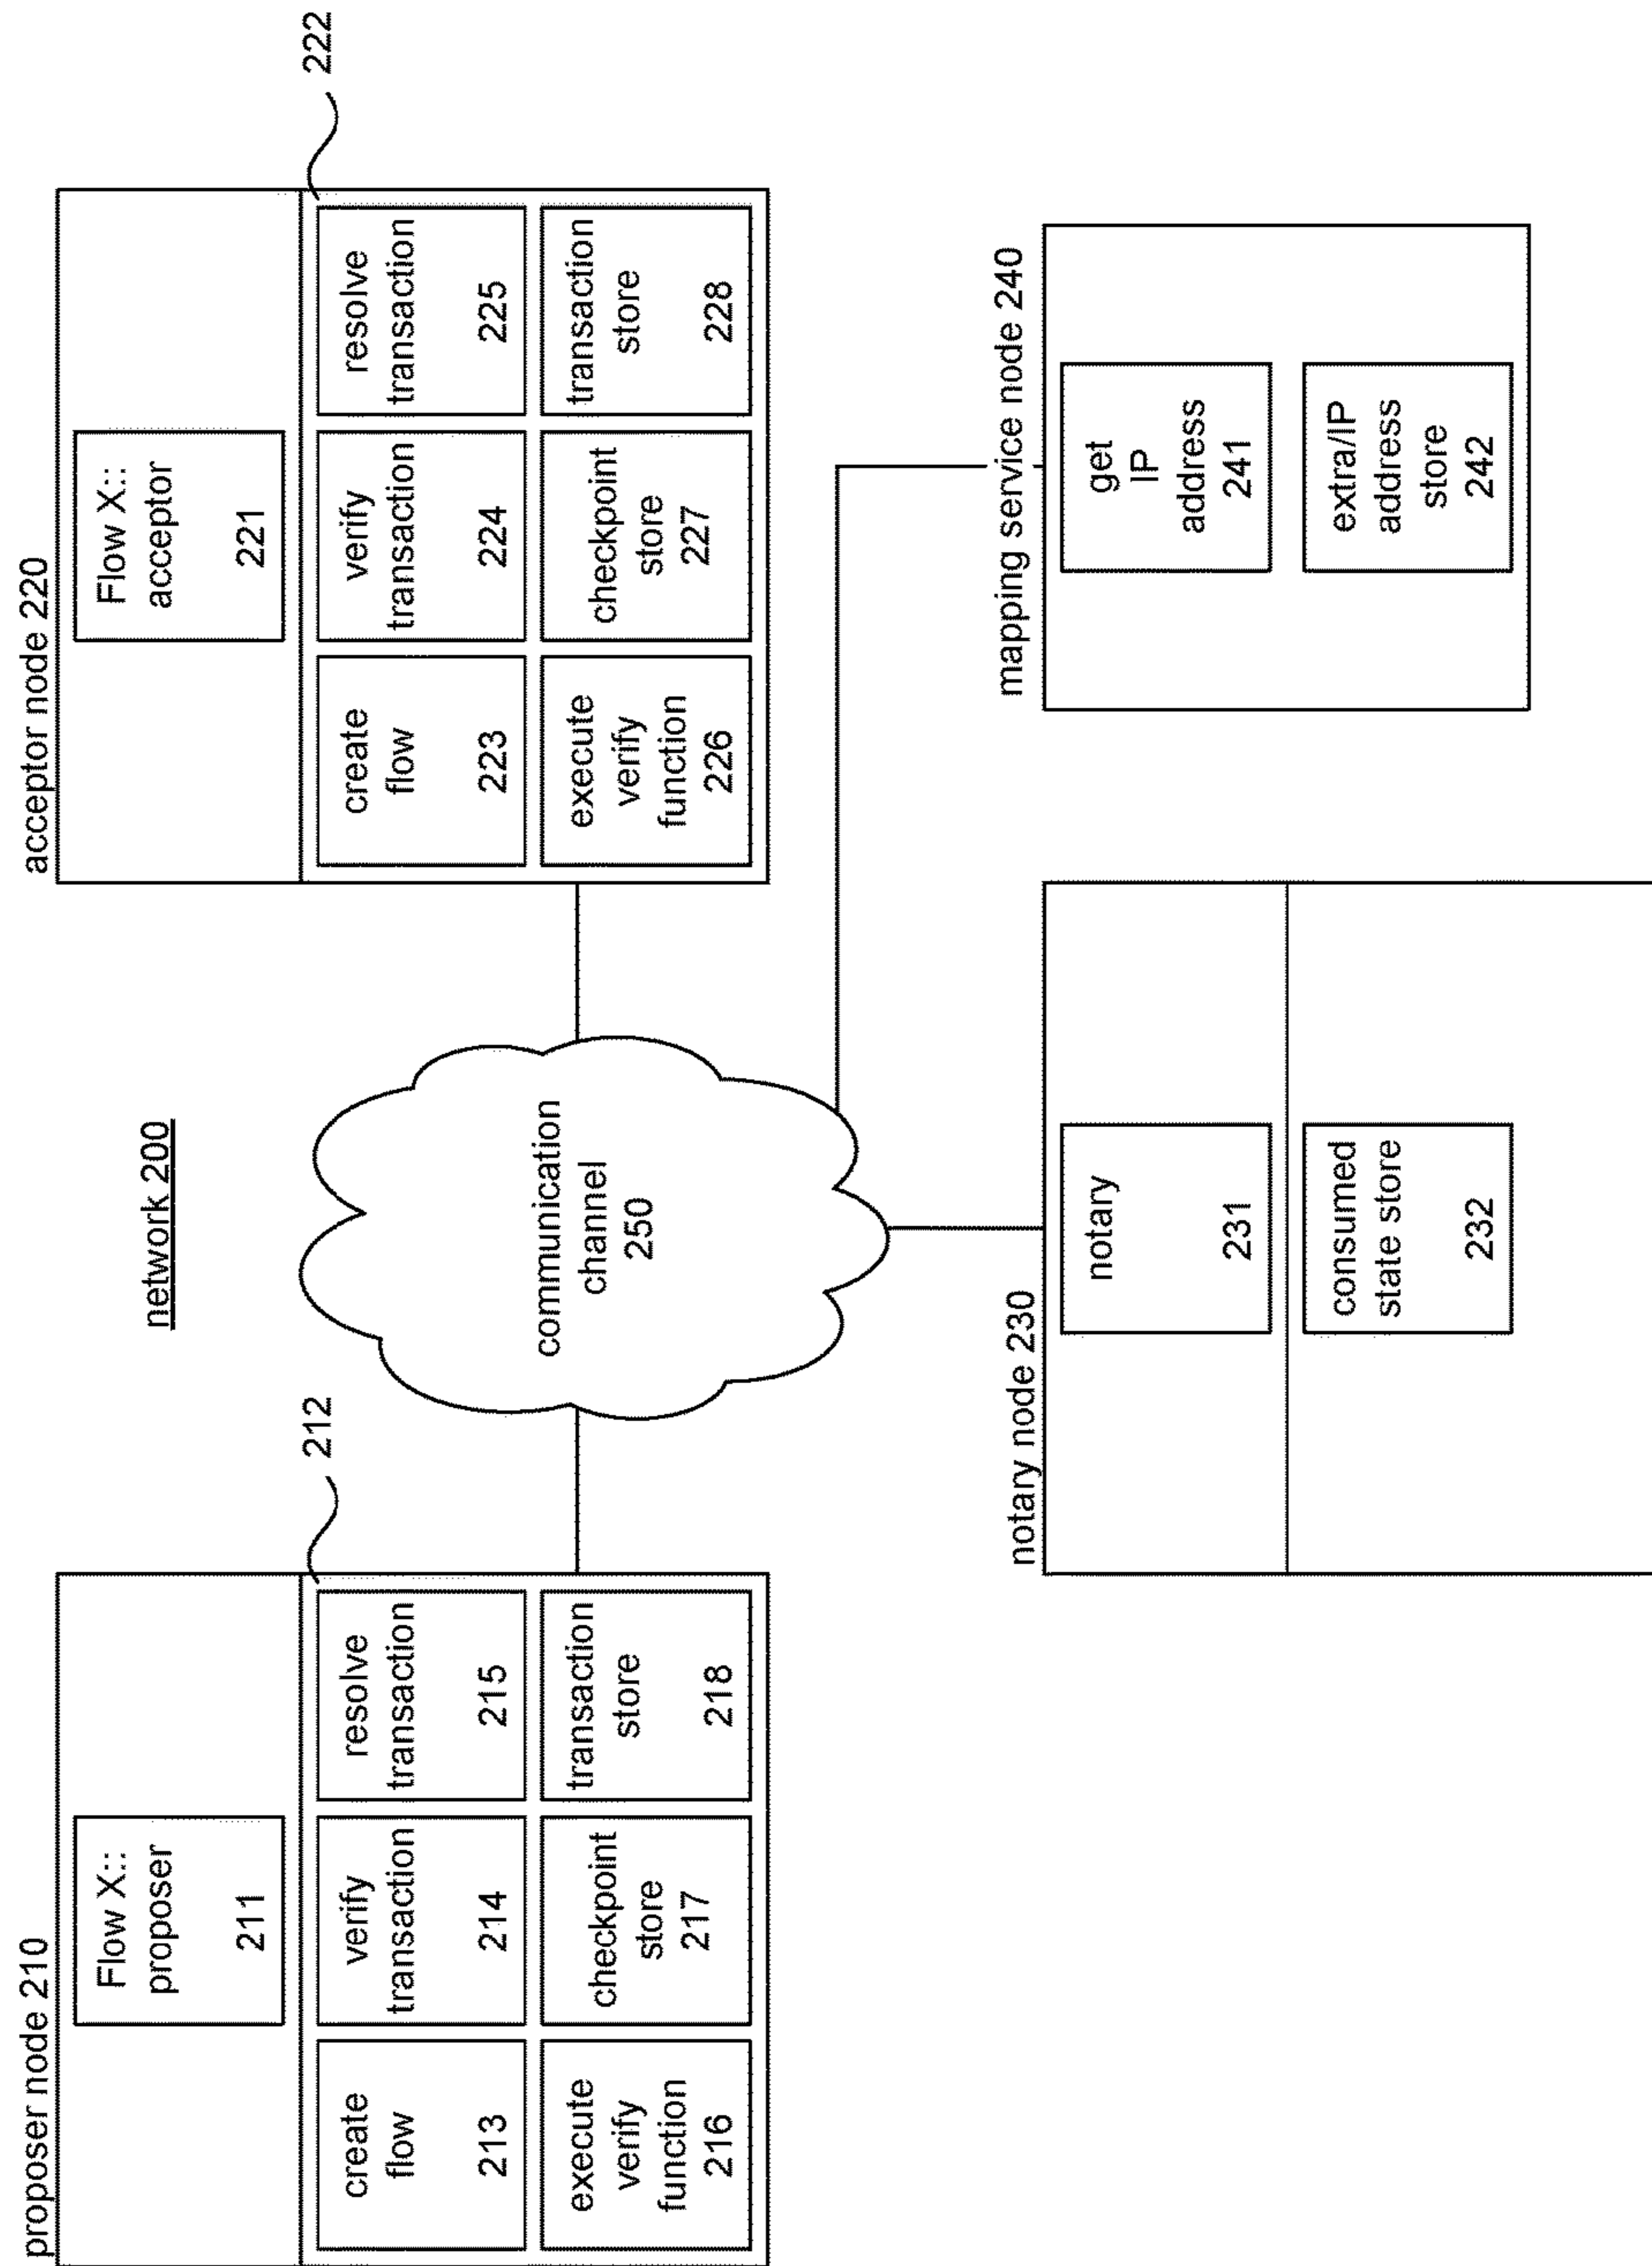 network 200
proposer node 210
Flow X::
proposer
211
212
create
flow
213
verify
transaction
214
resolve
transaction
215
execute
verify
function
216
checkpoint
store
217
transaction
store
218
communication
channel
250
acceptor node 220
Flow X::
acceptor
221
222
create
flow
223
verify
transaction
224
resolve
transaction
225
execute
verify
function
226
checkpoint
store
227
transaction
store
228
notary node 230
notary
231
consumed
state store
232
mapping service node 240
get
IP
address
241
extra/IP
address
store
242